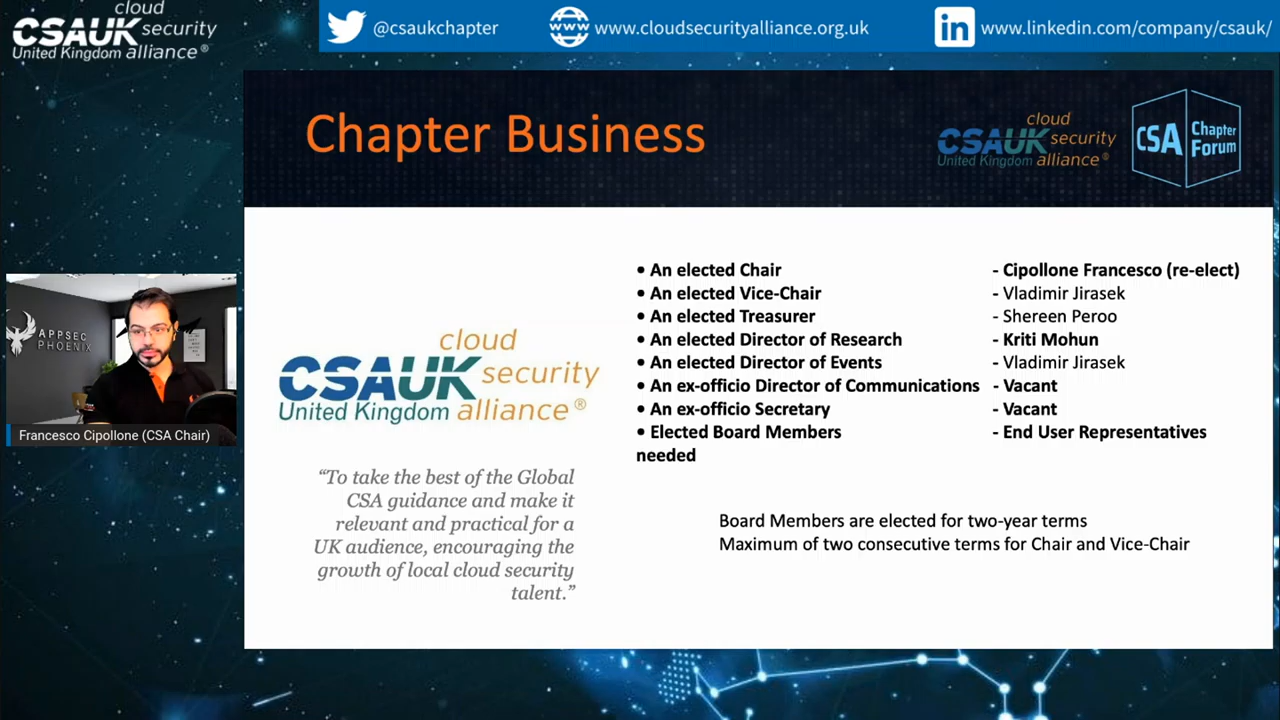 cloud
CSAUK security
United Kingdom alliance®
@csaukchapter
www.cloudsecurityalliance.org.uk
www.linkedin.com/company/csauk/
Chapter Business
cloud
CSAUK security
United Kingdom alliance®
CSA Chapter
Forum
APPSEC
PHOENIX
Francesco Cipollone (CSA Chair)
cloud
CSAUK security
United Kingdom alliance®
“To take the best of the Global
CSA guidance and make it
relevant and practical for a
UK audience, encouraging the
growth of local cloud security
talent.”
• An elected Chair - Cipollone Francesco (re-elect)
• An elected Vice-Chair - Vladimir Jirasek
• An elected Treasurer - Shereen Peroo
• An elected Director of Research - Kriti Mohun
• An elected Director of Events - Vladimir Jirasek
• An ex-officio Director of Communications - Vacant
• An ex-officio Secretary - Vacant
• Elected Board Members - End User Representatives
needed
Board Members are elected for two-year terms
Maximum of two consecutive terms for Chair and Vice-Chair